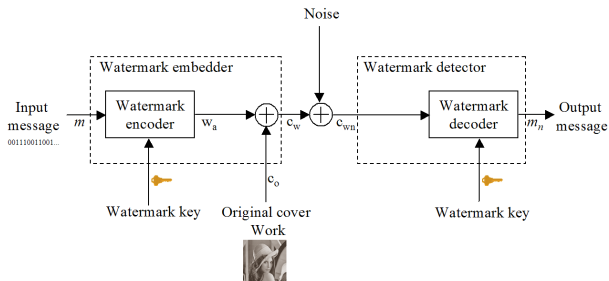 Noise
Watermark embedder
Watermark detector
Input
message
001110011001...
m
Watermark
encoder
wa
cw
cwn
Watermark
decoder
mn
Output
message
co
Watermark key
Original cover
Work
Watermark key